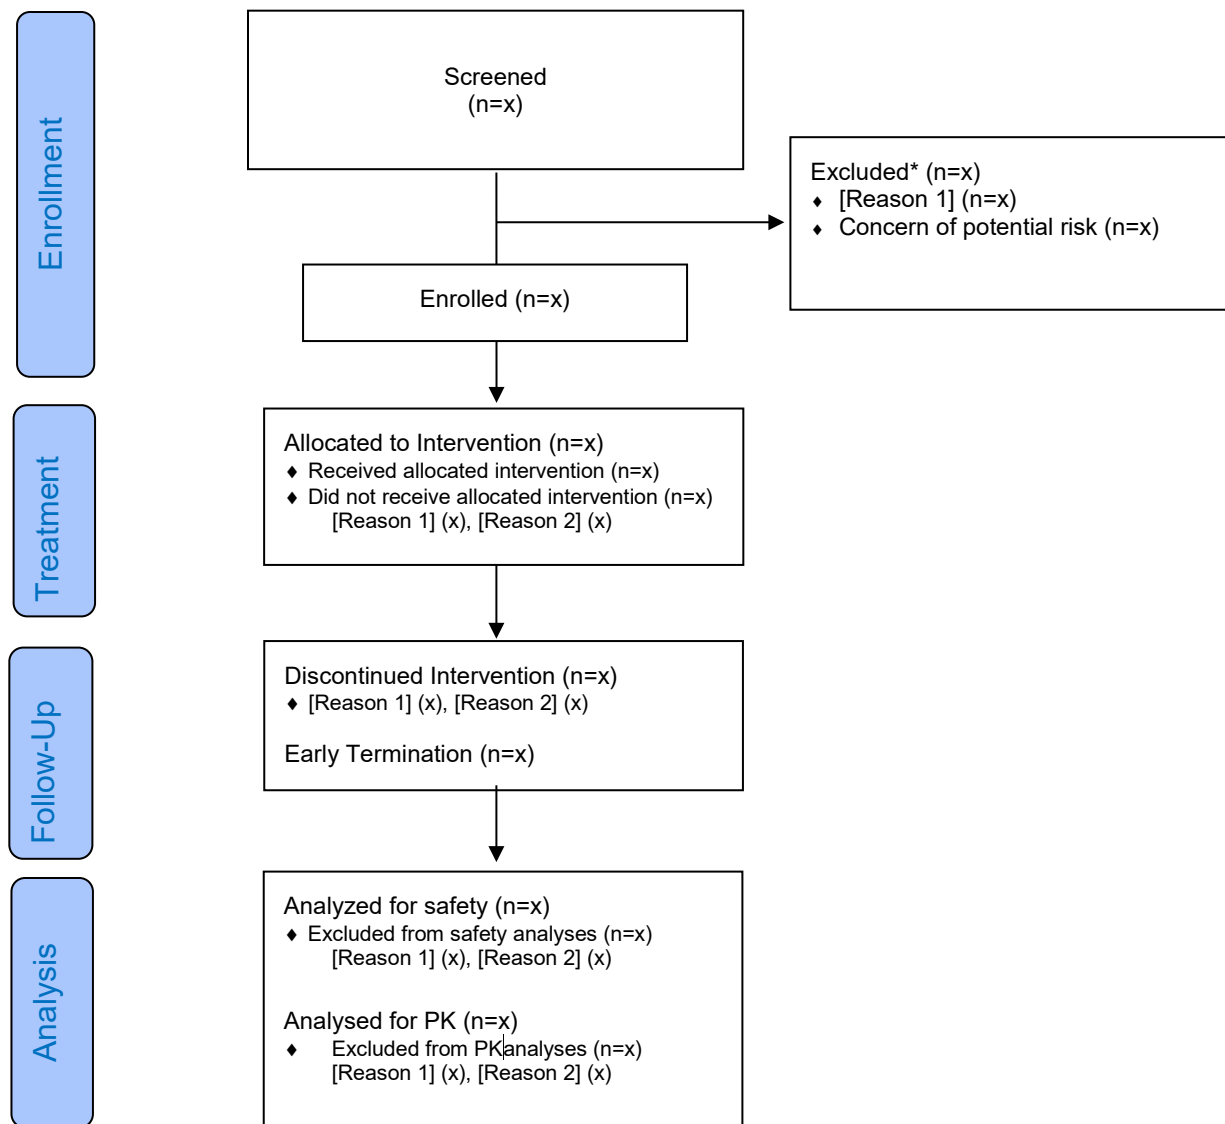 Enrollment
Screened
(n=x)
Excluded* (n=x)
♦ [Reason 1] (n=x)
♦ Concern of potential risk (n=x)
Enrolled (n=x)
Treatment
Allocated to Intervention (n=x)
♦ Received allocated intervention (n=x)
♦ Did not receive allocated intervention (n=x)
[Reason 1] (x), [Reason 2] (x)
Follow-Up
Discontinued Intervention (n=x)
♦ [Reason 1] (x), [Reason 2] (x)
Early Termination (n=x)
Analysis
Analyzed for safety (n=x)
♦ Excluded from safety analyses (n=x)
[Reason 1] (x), [Reason 2] (x)
Analysed for PK (n=x)
♦ Excluded from PKanalyses (n=x)
[Reason 1] (x), [Reason 2] (x)